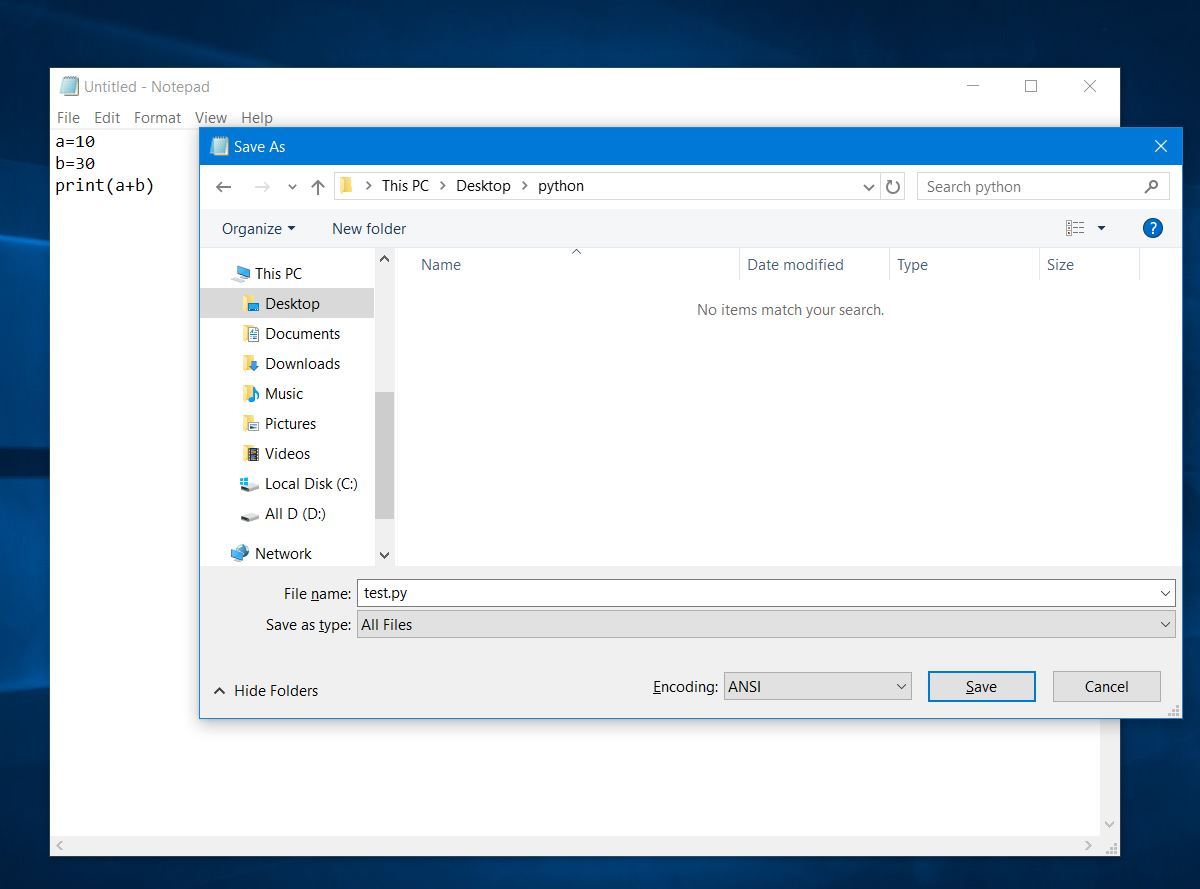 Untitled - Notepad
File Edit Format View Help
a=10
b=30
print(a+b)
Save As
This PC > Desktop > python
Search python
Organize New folder
?
Name Date modified Type Size
No items match your search.
This PC
Desktop
Documents
Downloads
Music
Pictures
Videos
Local Disk (C:)
All D (D:)
Network
File name: test.py
Save as type: All Files
Hide Folders Encoding: ANSI Save Cancel